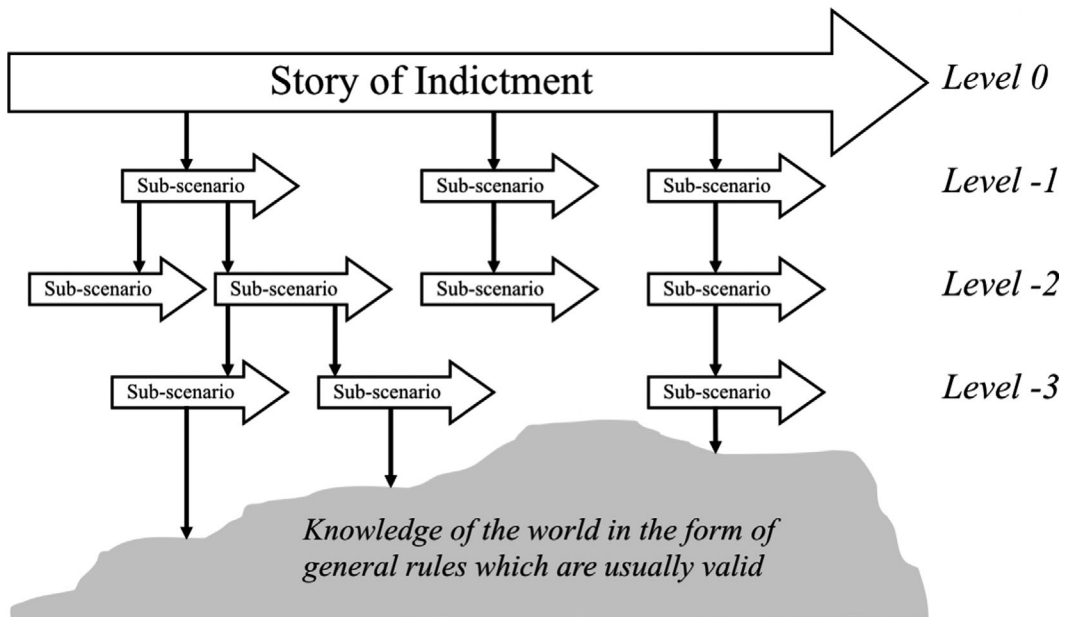 Story of Indictment
Level 0
Sub-scenario
Sub-scenario
Sub-scenario
Level -1
Sub-scenario
Sub-scenario
Sub-scenario
Sub-scenario
Level -2
Sub-scenario
Sub-scenario
Sub-scenario
Level -3
Knowledge of the world in the form of
general rules which are usually valid